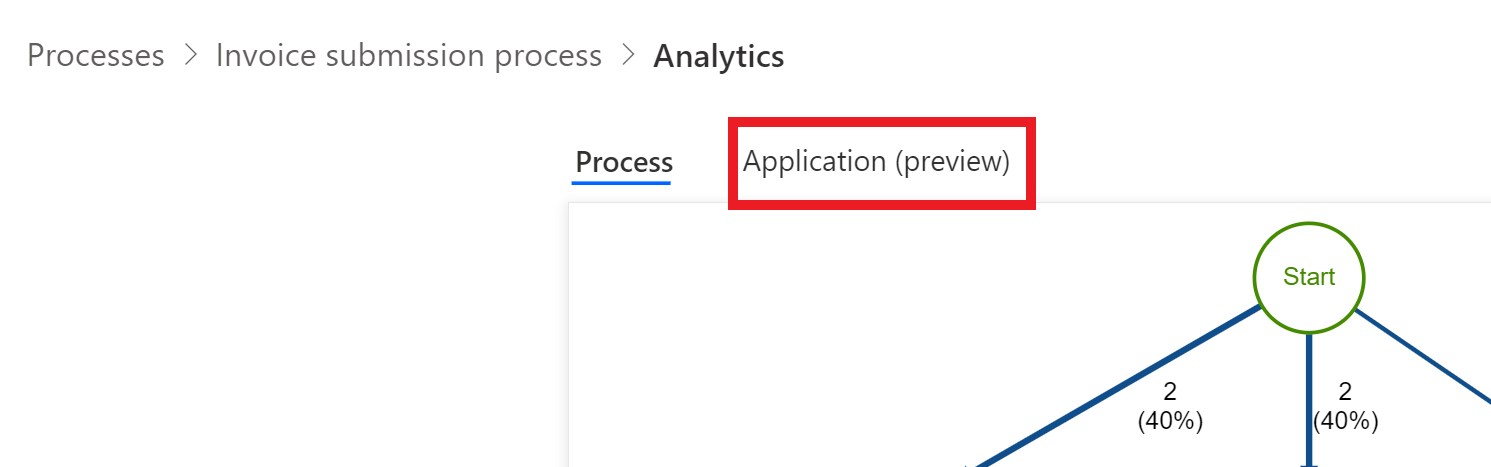 Processes > Invoice submission process > Analytics
Process Application (preview)
Start
2 2
(40%) (40%)